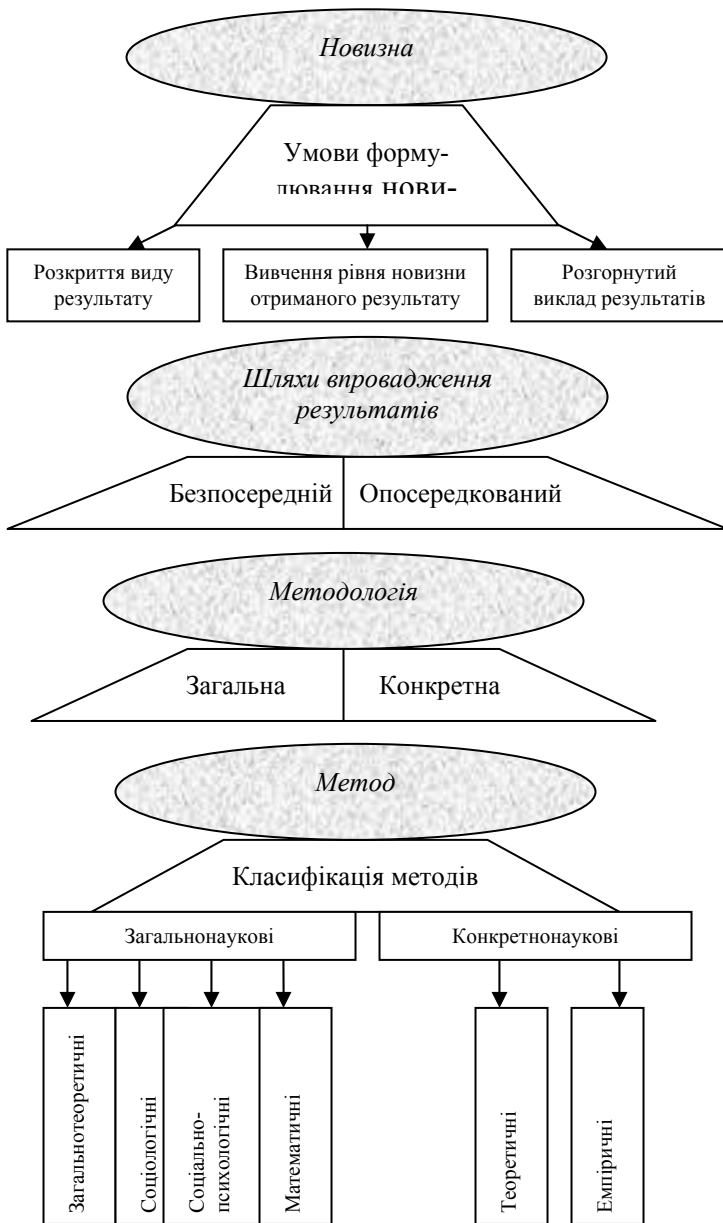 Новизна
Умови форму-
лювання нови-
Розкриття виду
результату
Вивчення рівня новизни
отриманого результату
Розгорнутий
виклад результатів
Шляхи впровадження
результатів
Безпосередній
Опосередкований
Методологія
Загальна
Конкретна
Метод
Класифікація методів
Загальнонаукові
Конкретнонаукові
Загальнотеоретичні
Соціологічні
Соціально-
психологічні
Математичні
Теоретичні
Емпіричні